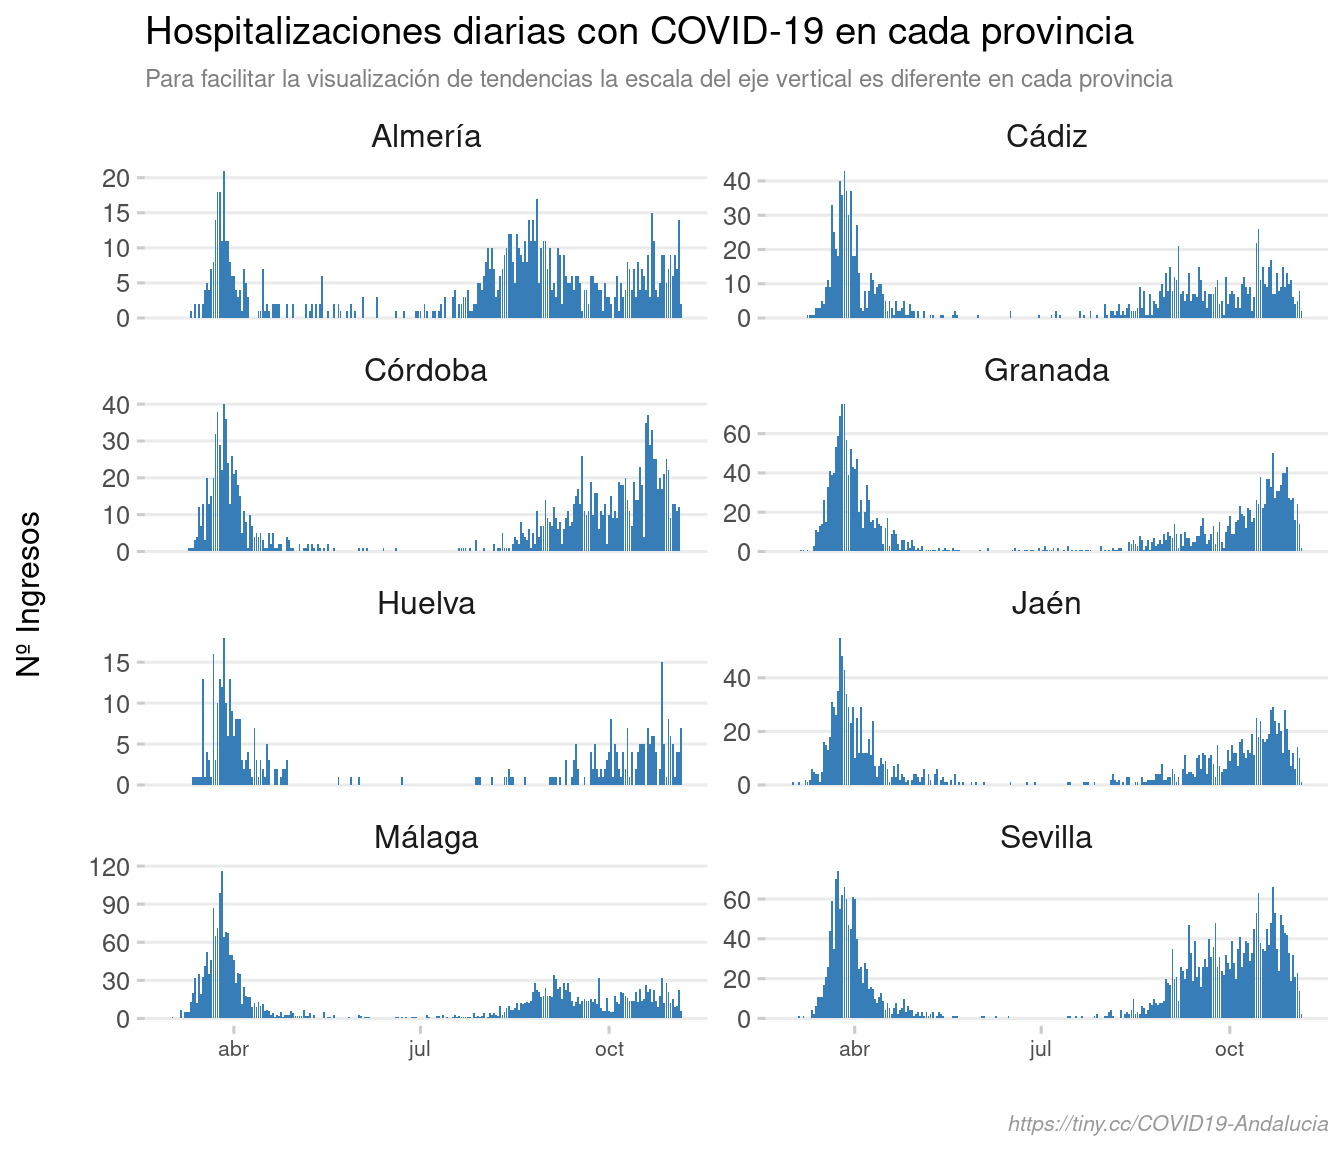 Hospitalizaciones diarias con COVID-19 en cada provincia
Para facilitar la visualización de tendencias la escala del eje vertical es diferente en cada provincia
Nº Ingresos
Almería
20
15
10
5
0
Cádiz
40
30
20
10
0
Córdoba
40
30
20
10
0
Granada
60
40
20
0
Huelva
15
10
5
0
Jaén
40
20
0
Málaga
120
90
60
30
0
abr
jul
oct
Sevilla
60
40
20
0
abr
jul
oct
https://tiny.cc/COVID19-Andalucia